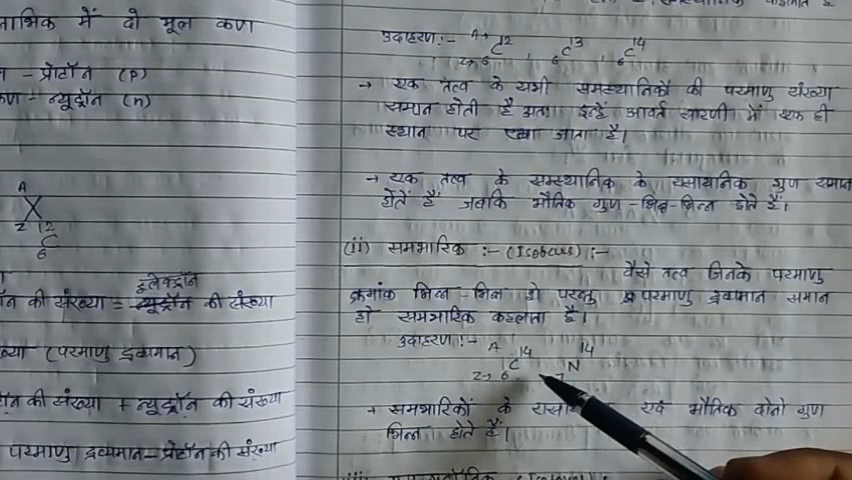 नाभिक में दो मूल कण
- प्रोटॉन (P)
कण - न्यूट्रॉन (n)
A
X
Z 12
C
6
इलेक्ट्रॉन
की संख्या = न्यूट्रॉन की संख्या
(परमाणु द्रव्यमान)
की संख्या + न्यूट्रॉन की संख्या
परमाणु द्रव्यमान - प्रोटॉन की संख्या
उदाहरण:- A→ 12 13 14
C , C , C
Z→ 6 6 6
→ एक तत्व के सभी समस्थानिकों की परमाणु संख्या
समान होती है अतः इन्हें आवर्त सारणी में एक ही
स्थान पर रखा जाता है।
→ एक तत्व के समस्थानिक के रासायनिक गुण समान
होतें हैं जबकि भौतिक गुण - भिन्न-भिन्न होते हैं।
(ii) समभारिक :- (Isobars) :-
वैसे तत्व जिनके परमाणु
क्रमांक भिन्न - भिन्न हो परन्तु परमाणु द्रव्यमान समान
हो समभारिक कहलाता है।
उदाहरण :- A 14 14
C N
Z→ 6 7
→ समभारिकों के एवं भौतिक दोनो गुण
भिन्न होते हैं।